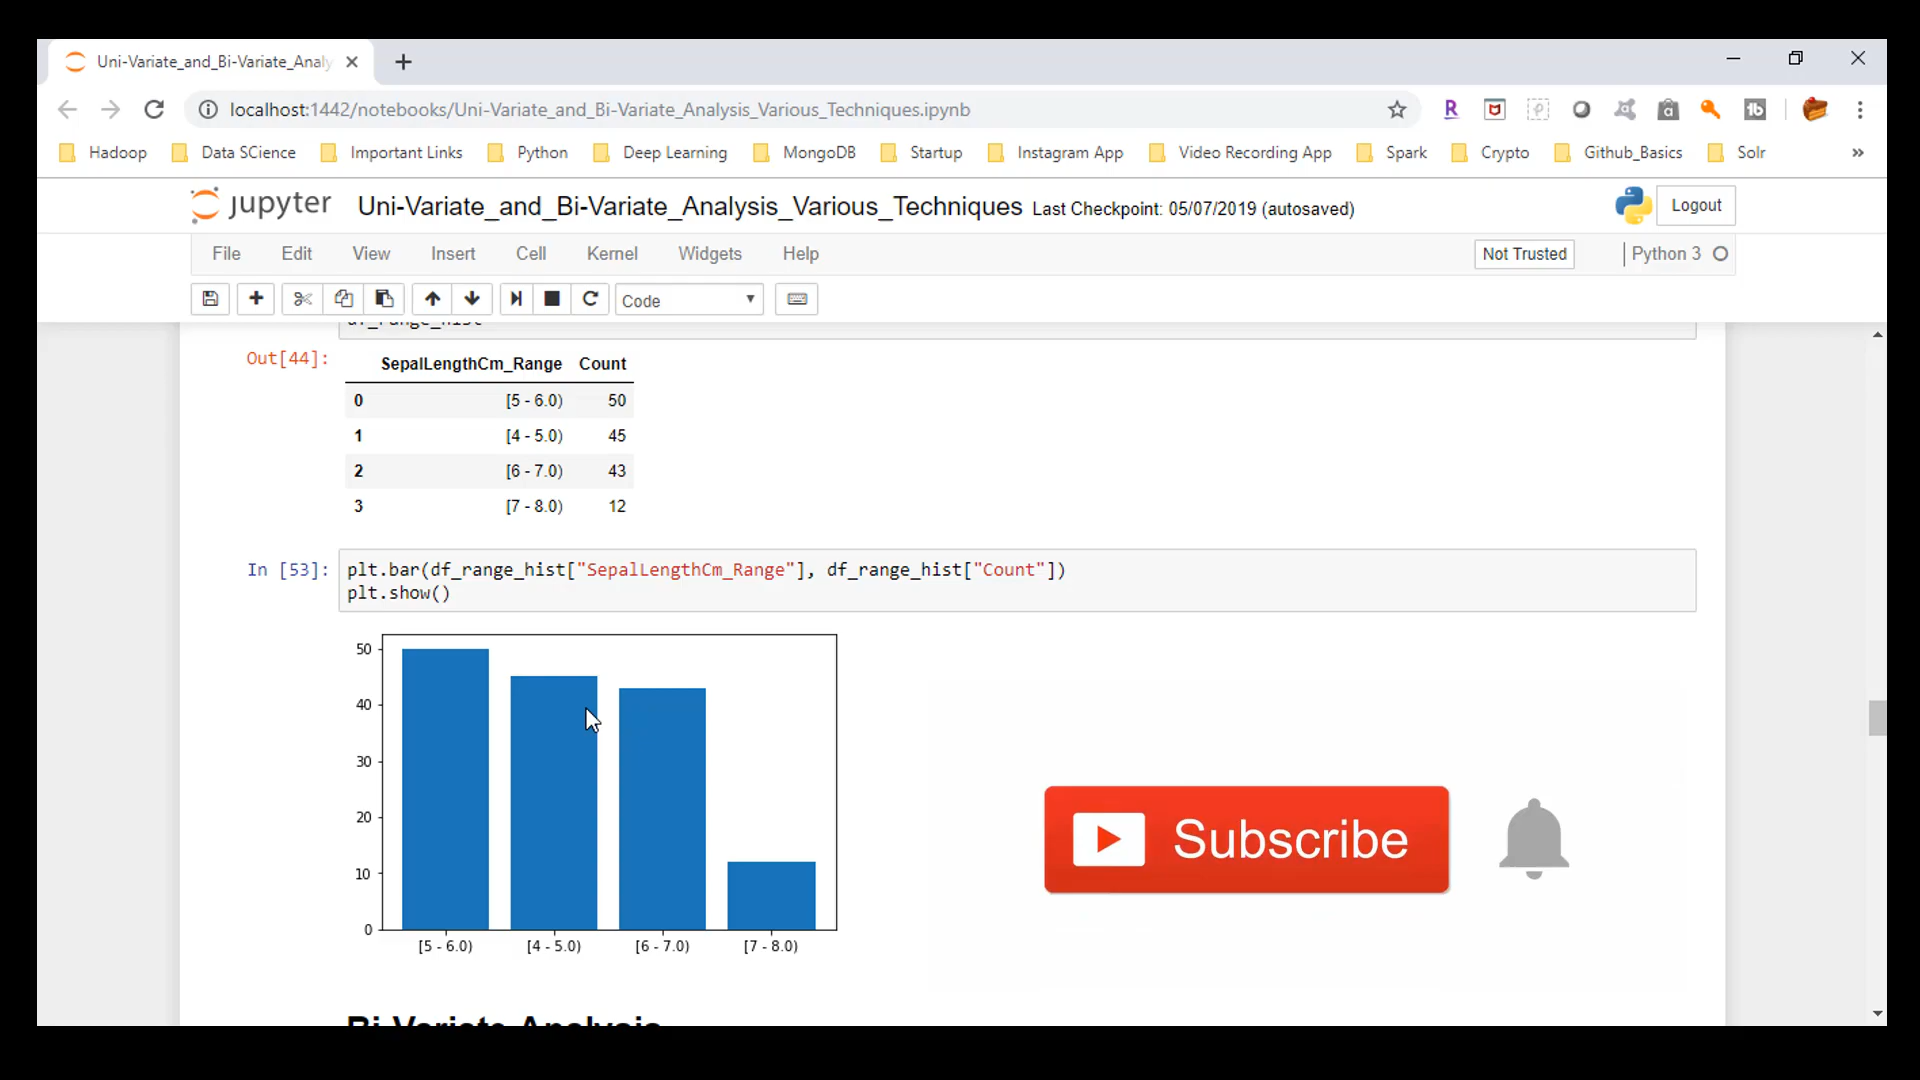 Uni-Variate_and_Bi-Variate_Analy
localhost:1442/notebooks/Uni-Variate_and_Bi-Variate_Analysis_Various_Techniques.ipynb
Hadoop Data SCience Important Links Python Deep Learning MongoDB Startup Instagram App Video Recording App Spark Crypto Github_Basics Solr »
jupyter Uni-Variate_and_Bi-Variate_Analysis_Various_Techniques Last Checkpoint: 05/07/2019 (autosaved) Logout
File Edit View Insert Cell Kernel Widgets Help Not Trusted Python 3
Code
df_range_hist
Out[44]: SepalLengthCm_Range Count
0 [5 - 6.0) 50
1 [4 - 5.0) 45
2 [6 - 7.0) 43
3 [7 - 8.0) 12
In [53]: plt.bar(df_range_hist["SepalLengthCm_Range"], df_range_hist["Count"])
plt.show()
50
40
30
20
10
0
[5 - 6.0) [4 - 5.0) [6 - 7.0) [7 - 8.0)
Subscribe
Bi-Variate Analysis